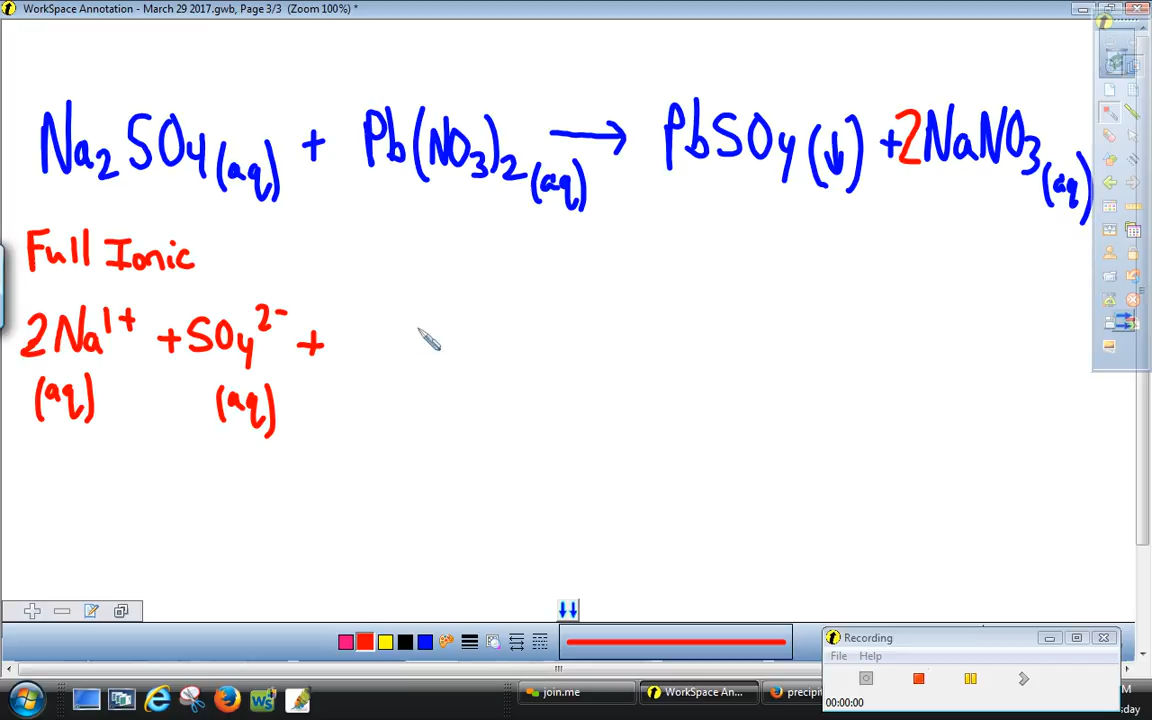 WorkSpace Annotation - March 29 2017.gwb, Page 3/3 (Zoom 100%) *
Na₂SO₄(aq) + Pb(NO₃)₂(aq) → PbSO₄(↓) + 2NaNO₃(aq)
Full Ionic
2Na¹⁺ + SO₄²⁻ +
(aq) (aq)
Recording
File Help
00:00:00
join.me
WorkSpace An...
precipi
M
sday